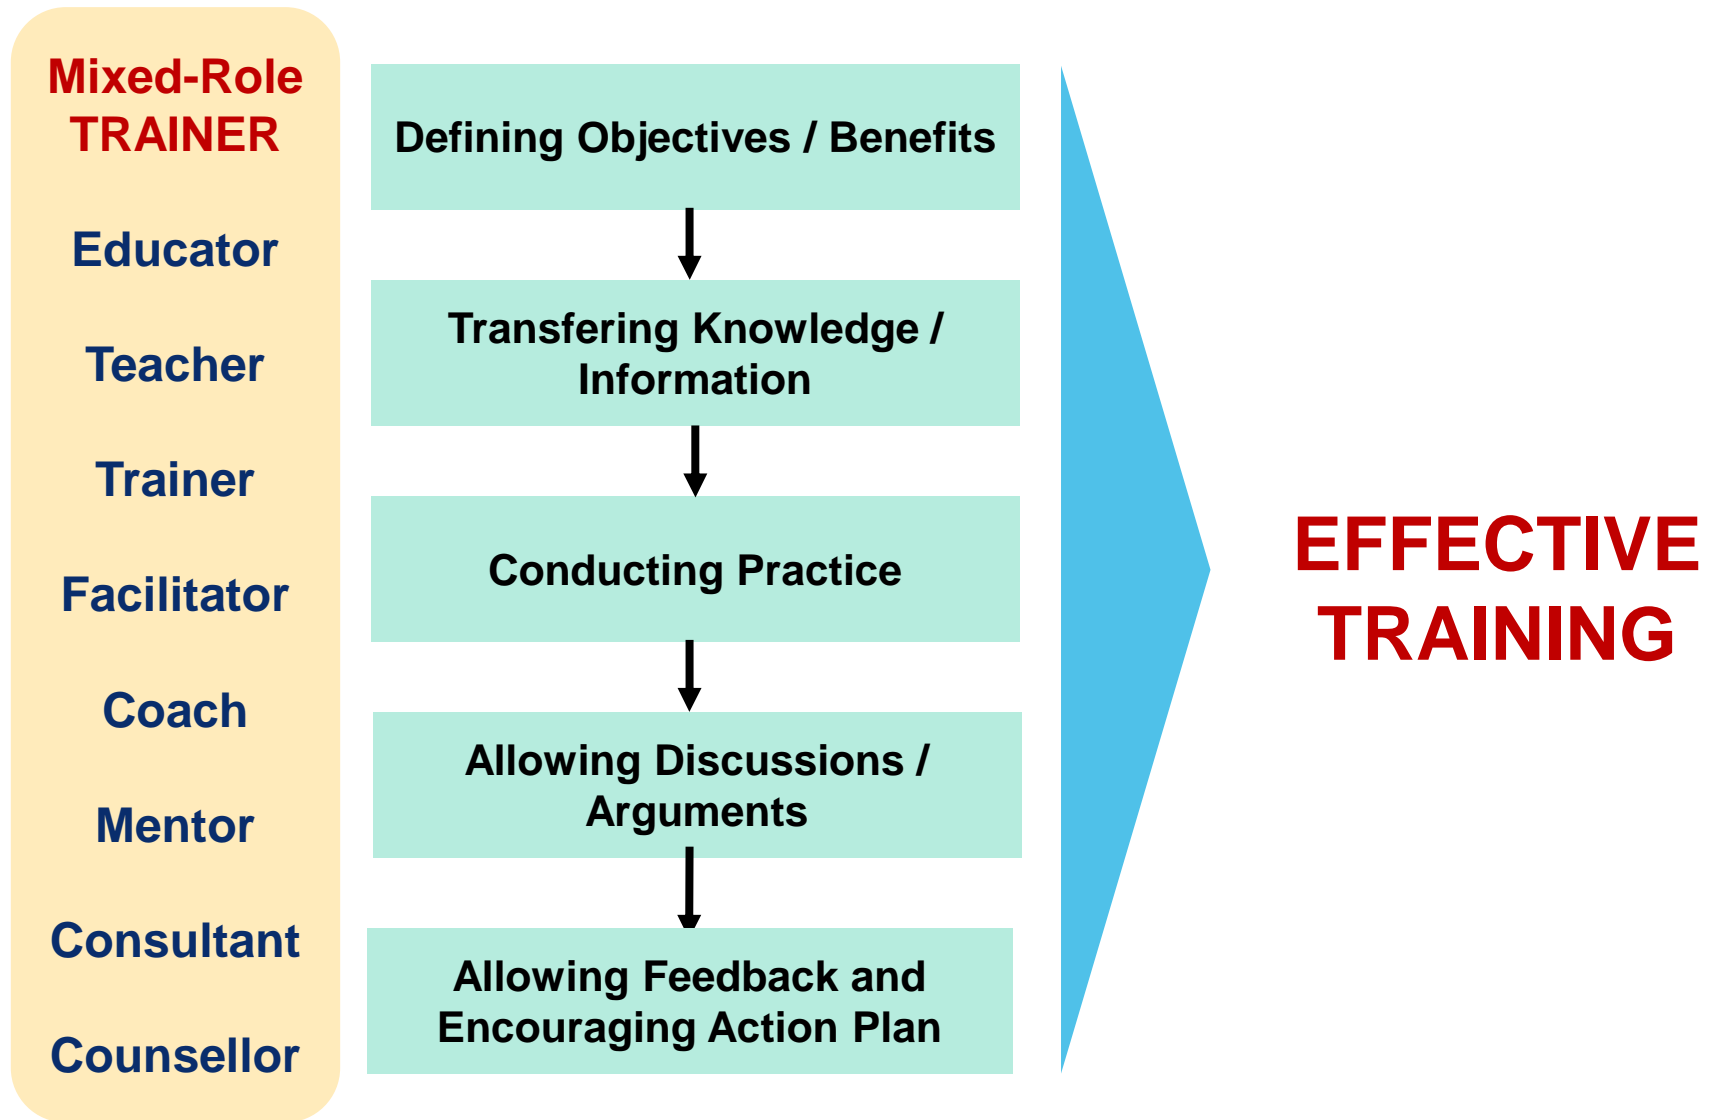 Mixed-Role
TRAINER
Educator
Teacher
Trainer
Facilitator
Coach
Mentor
Consultant
Counsellor
Defining Objectives / Benefits
Transfering Knowledge /
Information
Conducting Practice
Allowing Discussions /
Arguments
Allowing Feedback and
Encouraging Action Plan
EFFECTIVE
TRAINING